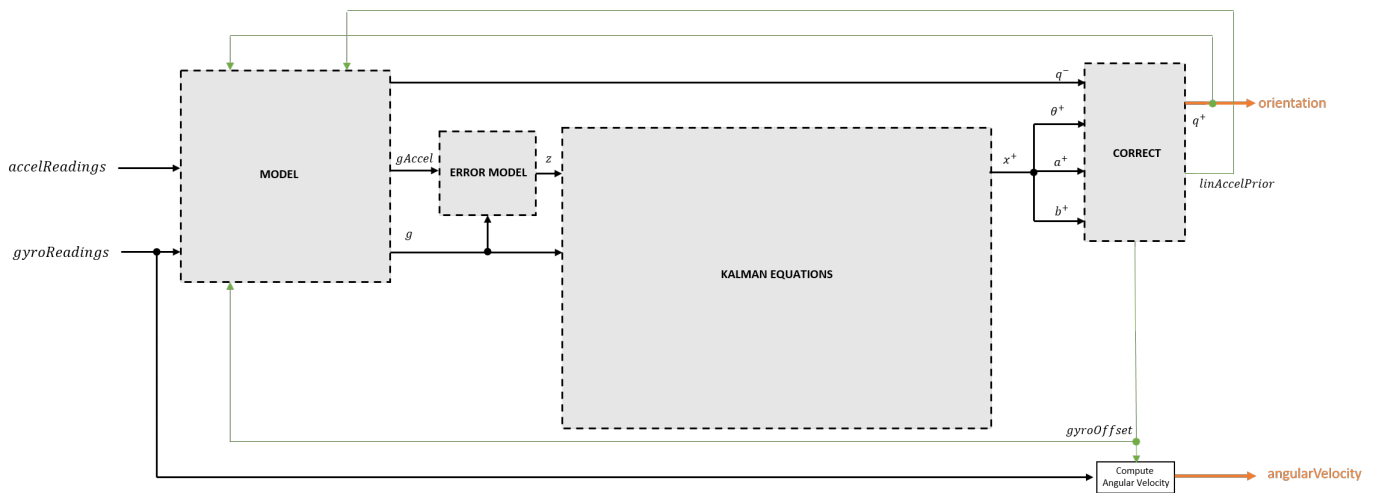 q⁻
θ⁺
orientation
q⁺
accelReadings
MODEL
gAccel
ERROR MODEL
z
x⁺
a⁺
CORRECT
linAccelPrior
b⁺
gyroReadings
g
KALMAN EQUATIONS
gyroOffset
Compute
Angular Velocity
angularVelocity